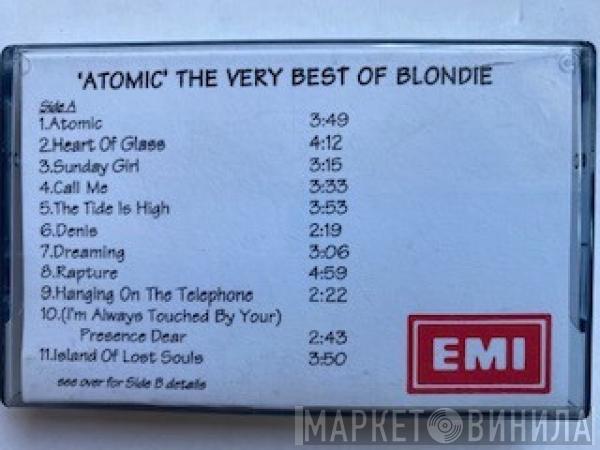 'ATOMIC' THE VERY BEST OF BLONDIE
Side A
1.Atomic 3:49
2.Heart Of Glass 4:12
3.Sunday Girl 3:15
4.Call Me 3:33
5.The Tide Is High 3:53
6.Denis 2:19
7.Dreaming 3:06
8.Rapture 4:59
9.Hanging On The Telephone 2:22
10.(I'm Always Touched By Your)
Presence Dear 2:43
11.Island Of Lost Souls 3:50
see over for Side B details
EMI
МАРКЕТ ВИНИЛА